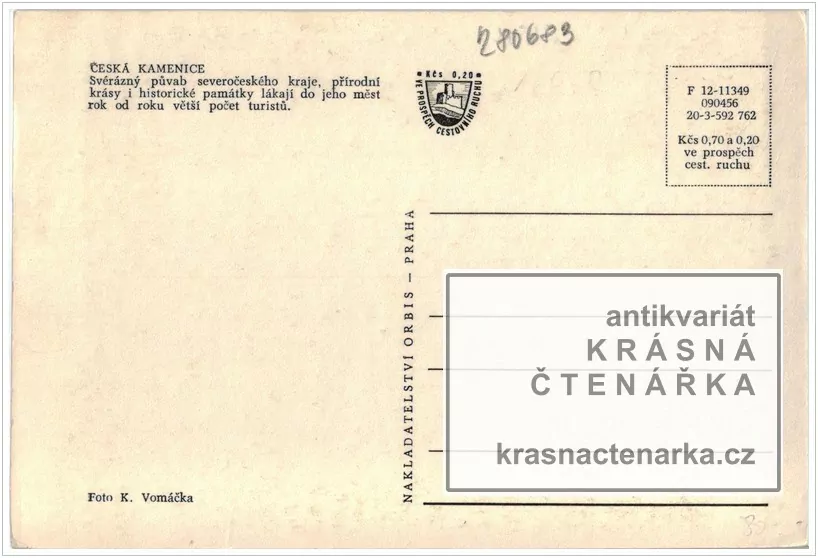 280683
ČESKÁ KAMENICE
Svérázný půvab severočeského kraje, přírodní
krásy i historické památky lákají do jeho měst
rok od roku větší počet turistů.
• Kčs 0,20 •
VE PROSPĚCH CESTOVNÍHO RUCHU
F 12-11349
090456
20-3-592 762
Kčs 0,70 a 0,20
ve prospěch
cest. ruchu
NAKLADATELSTVÍ ORBIS — PRAHA
antikvariát
KRÁSNÁ
ČTENÁŘKA
krasnactenarka.cz
Foto K. Vomáčka